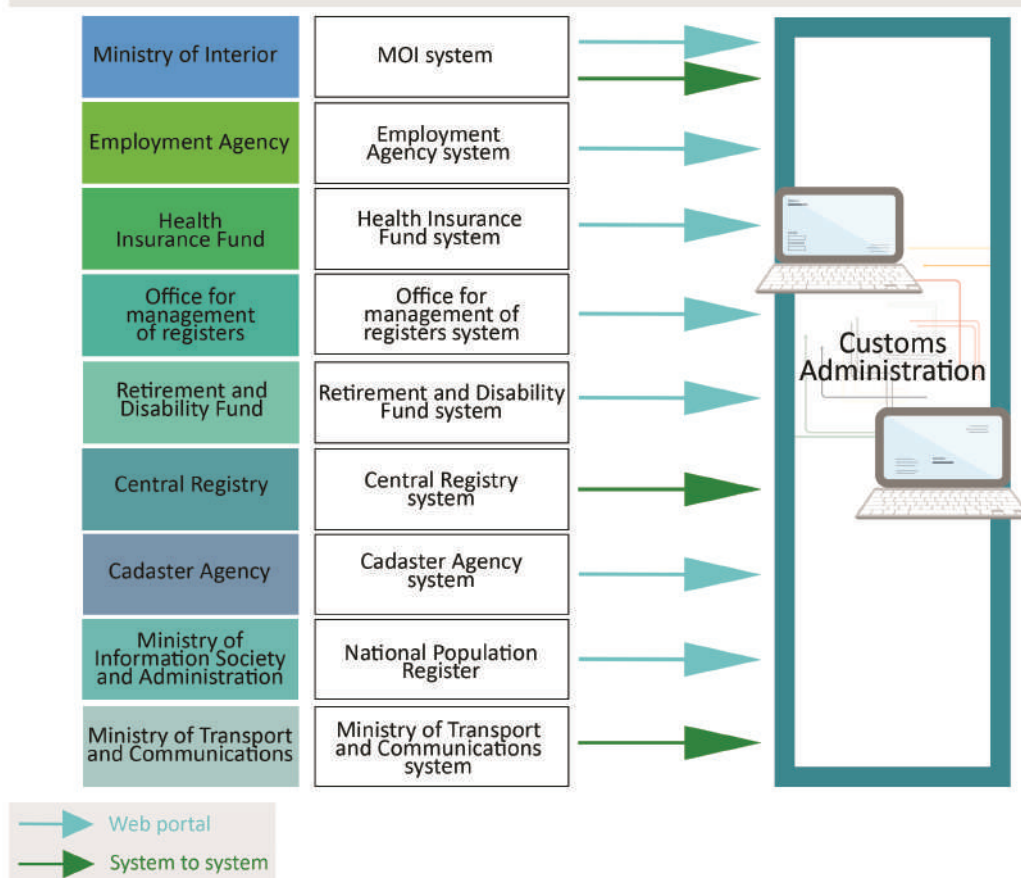 Ministry of Interior
MOI system
Employment Agency
Employment
Agency system
Health
Insurance Fund
Health Insurance
Fund system
Office for
management
of registers
Office for
management of
registers system
Retirement and
Disability Fund
Retirement and Disability
Fund system
Central Registry
Central Registry
system
Cadaster Agency
Cadaster Agency
system
Ministry of
Information Society
and Administration
National Population
Register
Ministry of Transport
and Communications
Ministry of Transport
and Communications
system
Customs
Administration
Web portal
System to system